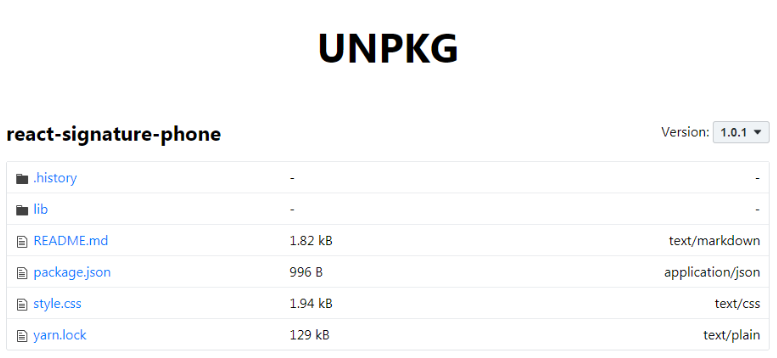 UNPKG
react-signature-phone Version: 1.0.1
.history - -
lib - -
README.md 1.82 kB text/markdown
package.json 996 B application/json
style.css 1.94 kB text/css
yarn.lock 129 kB text/plain